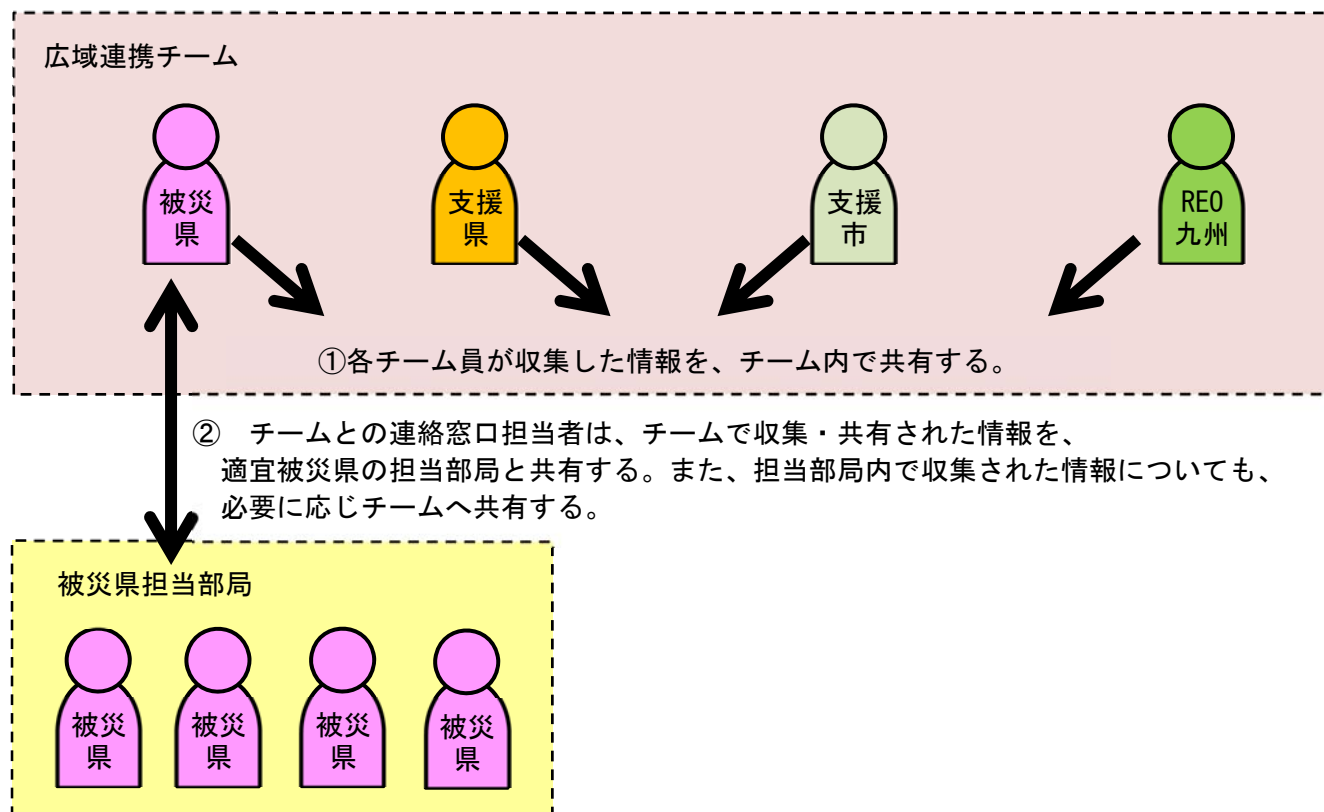 広域連携チーム
被災
県
支援
県
支援
市
REO
九州
①各チーム員が収集した情報を、チーム内で共有する。
②　チームとの連絡窓口担当者は、チームで収集・共有された情報を、
適宜被災県の担当部局と共有する。また、担当部局内で収集された情報についても、
必要に応じチームへ共有する。
被災県担当部局
被災
県
被災
県
被災
県
被災
県